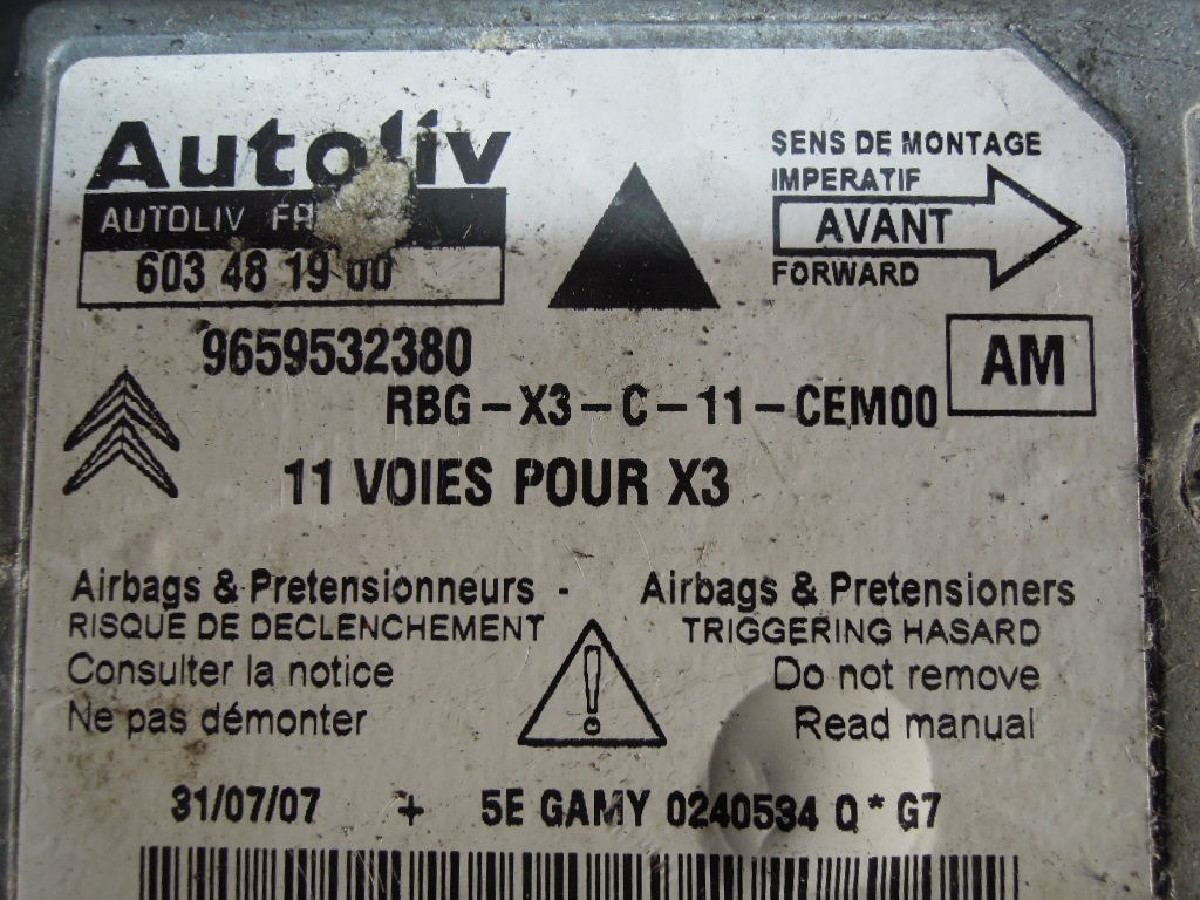 Autoliv
AUTOLIV
603 48 19 00
SENS DE MONTAGE
IMPERATIF
AVANT
FORWARD
9659532380
AM
RBG-X3-C-11-CEM00
11 VOIES POUR X3
Airbags & Pretensionneurs - Airbags & Pretensioners
RISQUE DE DECLENCHEMENT
TRIGGERING HASARD
Consulter la notice
Do not remove
Ne pas démonter
Read manual
31/07/07 + 5E GAMY 0240534 Q * G7